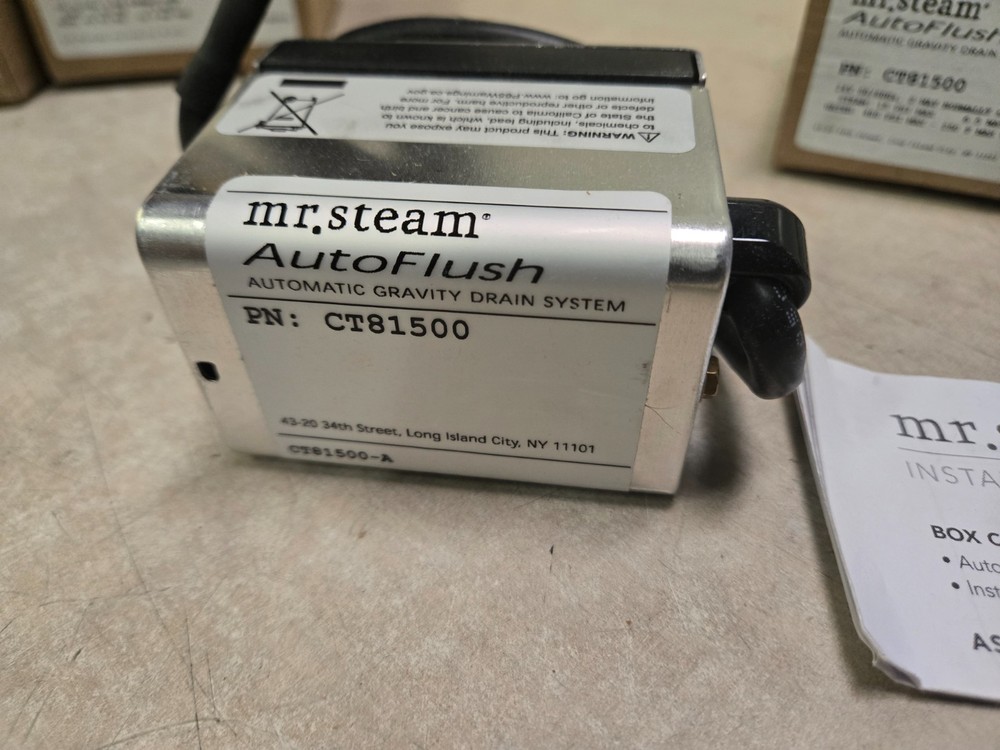 mr.steam®
AutoFlush
AUTOMATIC GRAVITY DRAIN SYSTEM
PN: CT81500
43-20 34th Street, Long Island City, NY 11101
CT81500-A
WARNING: This product may expose you
to chemicals, including lead, which is known to
the State of California to cause cancer and birth
defects or other reproductive harm. For more
information go to: www.P65Warnings.ca.gov
mr.steam®
AutoFlush
AUTOMATIC GRAVITY DRAIN
PN: CT81500
mr.
INSTA
BOX C
• Auto
• Inst
AS